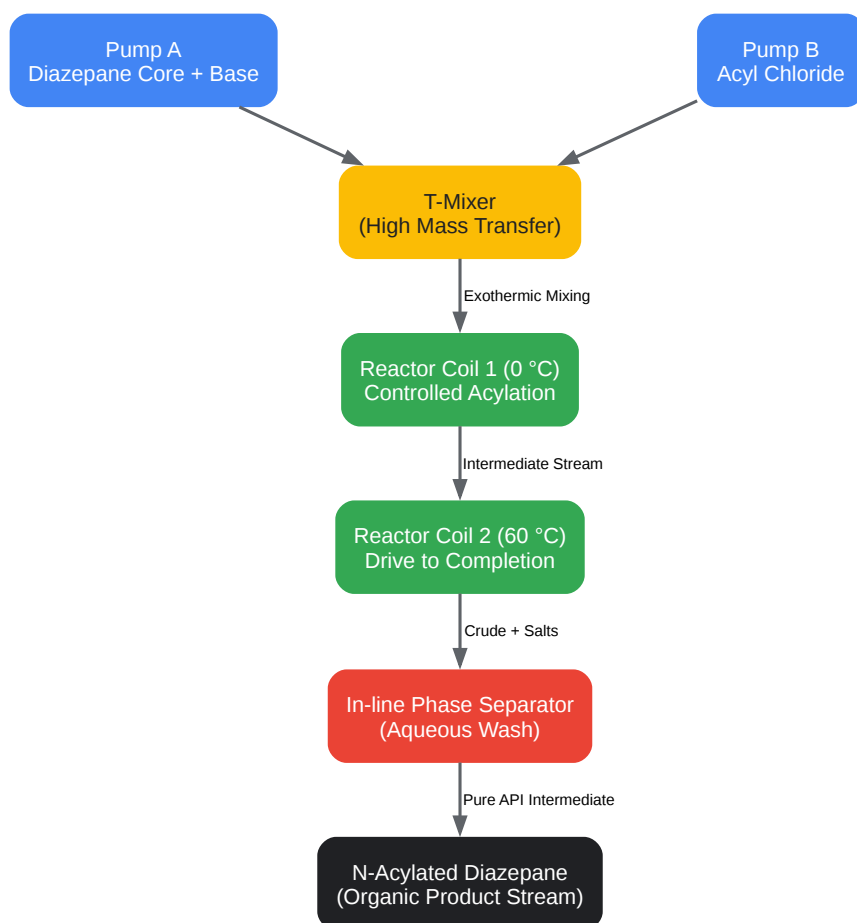 Pump A
Diazepane Core + Base
Pump B
Acyl Chloride
T-Mixer
(High Mass Transfer)
Exothermic Mixing
Reactor Coil 1 (0 °C)
Controlled Acylation
Intermediate Stream
Reactor Coil 2 (60 °C)
Drive to Completion
Crude + Salts
In-line Phase Separator
(Aqueous Wash)
Pure API Intermediate
N-Acylated Diazepane
(Organic Product Stream)